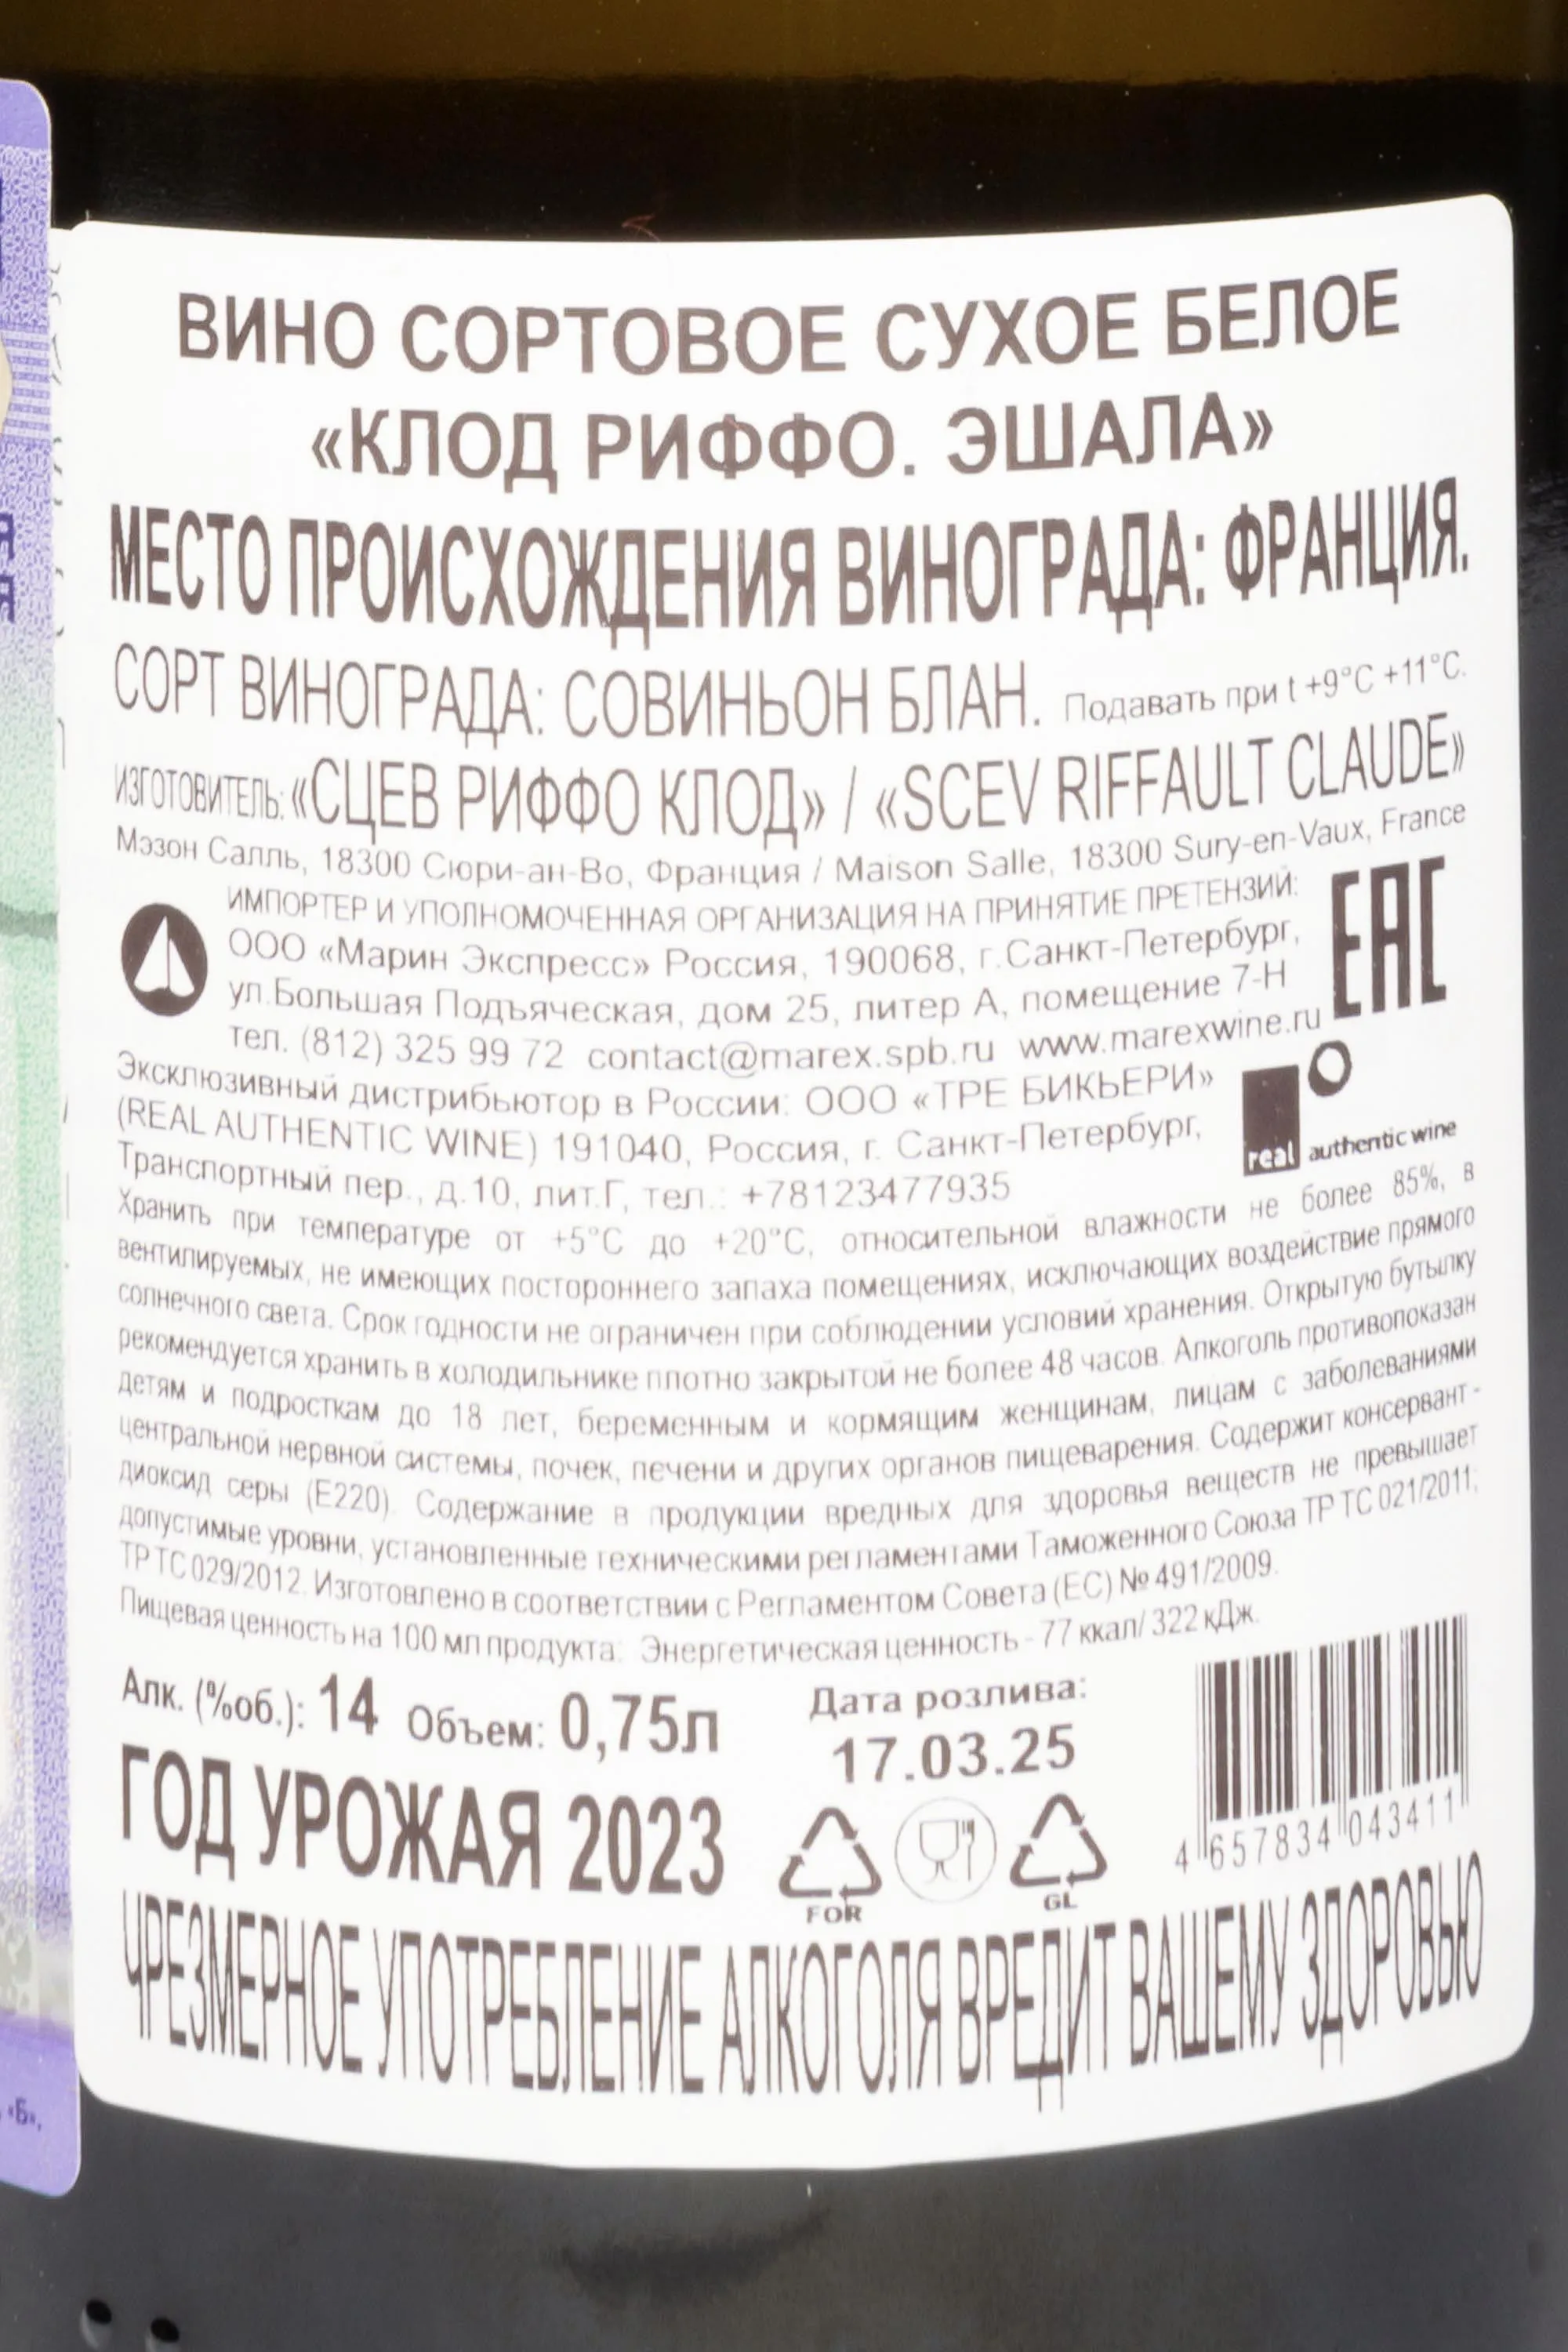 ВИНО СОРТОВОЕ СУХОЕ БЕЛОЕ
«КЛОД РИФФО. ЭШАЛА»
МЕСТО ПРОИСХОЖДЕНИЯ ВИНОГРАДА: ФРАНЦИЯ.
СОРТ ВИНОГРАДА: СОВИНЬОН БЛАН. Подавать при t +9°C +11°C.
ИЗГОТОВИТЕЛЬ: «СЦЕВ РИФФО КЛОД» / «SCEV RIFFAULT CLAUDE»
Мэзон Салль, 18300 Сюри-ан-Во, Франция / Maison Salle, 18300 Sury-en-Vaux, France
ИМПОРТЕР И УПОЛНОМОЧЕННАЯ ОРГАНИЗАЦИЯ НА ПРИНЯТИЕ ПРЕТЕНЗИЙ:
ООО «Марин Экспресс» Россия, 190068, г.Санкт-Петербург,
ул.Большая Подъяческая, дом 25, литер А, помещение 7-Н
тел. (812) 325 99 72 contact@marex.spb.ru www.marexwine.ru
EAC
Эксклюзивный дистрибьютор в России: ООО «ТРЕ БИКЬЕРИ»
(REAL AUTHENTIC WINE) 191040, Россия, г. Санкт-Петербург,
Транспортный пер., д.10, лит.Г, тел.: +78123477935
real authentic wine
Хранить при температуре от +5°C до +20°C, относительной влажности не более 85%, в
вентилируемых, не имеющих постороннего запаха помещениях, исключающих воздействие прямого
солнечного света. Срок годности не ограничен при соблюдении условий хранения. Открытую бутылку
рекомендуется хранить в холодильнике плотно закрытой не более 48 часов. Алкоголь противопоказан
детям и подросткам до 18 лет, беременным и кормящим женщинам, лицам с заболеваниями
центральной нервной системы, почек, печени и других органов пищеварения. Содержит консервант -
диоксид серы (E220). Содержание в продукции вредных для здоровья веществ не превышает
допустимые уровни, установленные техническими регламентами Таможенного Союза ТР ТС 021/2011;
ТР ТС 029/2012. Изготовлено в соответствии с Регламентом Совета (ЕС) № 491/2009.
Пищевая ценность на 100 мл продукта: Энергетическая ценность - 77 ккал/ 322 кДж.
Алк. (%об.): 14 Объем: 0,75л
Дата розлива:
17.03.25
ГОД УРОЖАЯ 2023
FOR
GL
4 657834 043411
ЧРЕЗМЕРНОЕ УПОТРЕБЛЕНИЕ АЛКОГОЛЯ ВРЕДИТ ВАШЕМУ ЗДОРОВЬЮ
«Б»,